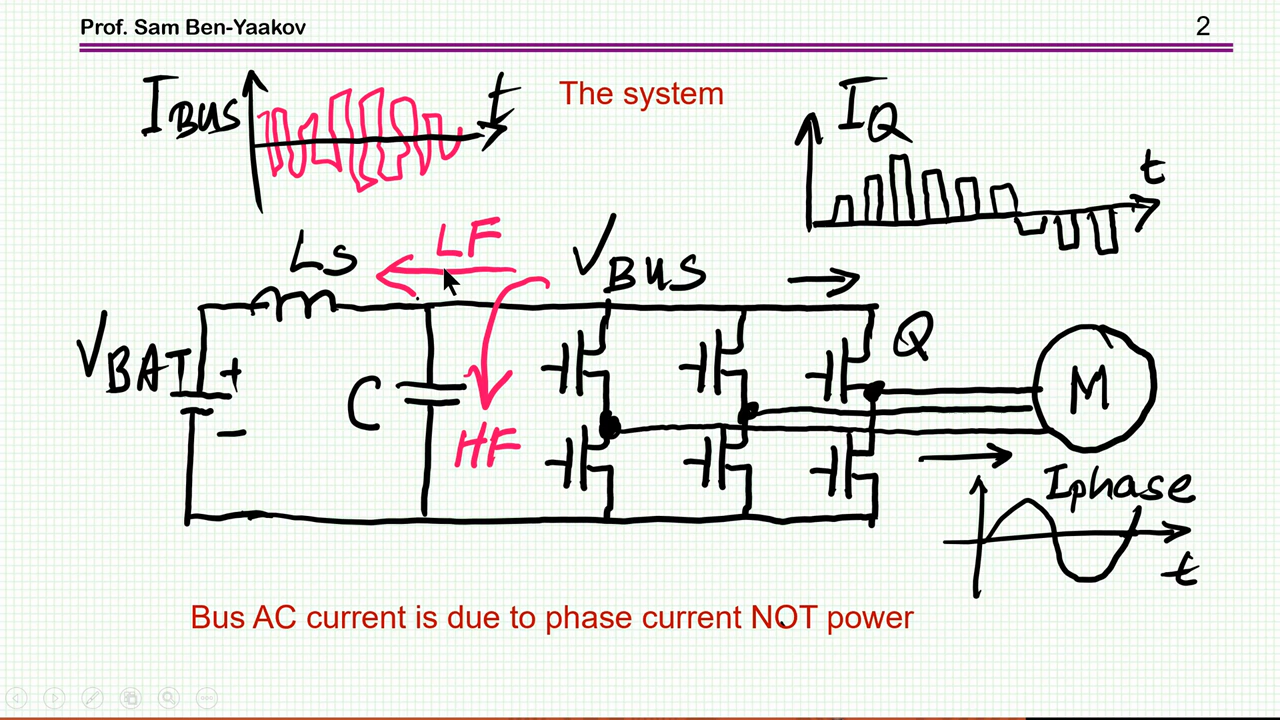 Prof. Sam Ben-Yaakov
2
The system
IBUS
t
IQ
t
LS
LF
VBUS
VBAT
+
-
C
HF
Q
M
Iphase
t
Bus AC current is due to phase current NOT power